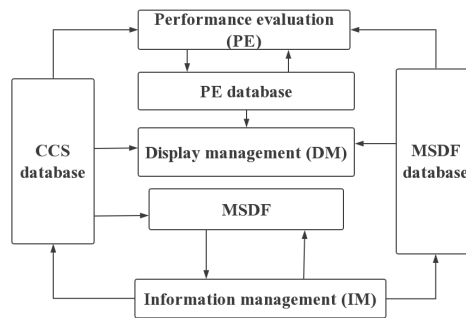 Performance evaluation
(PE)
PE database
CCS
database
Display management (DM)
MSDF
database
MSDF
Information management (IM)